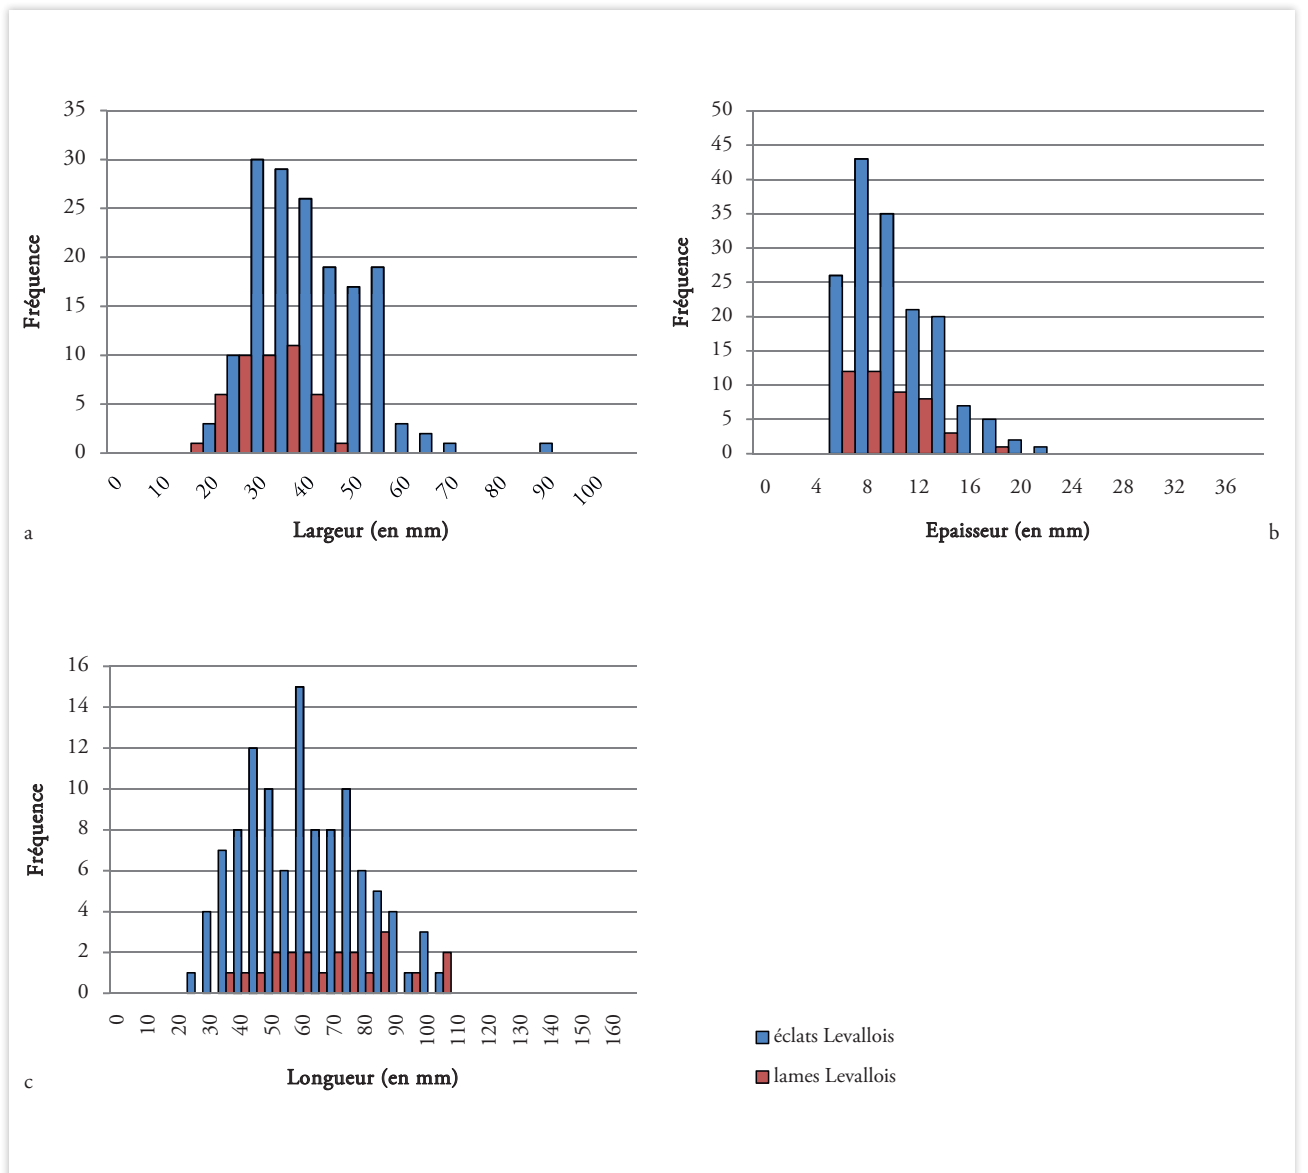 35
30
25
20
15
10
5
0
Fréquence
0 10 20 30 40 50 60 70 80 90 100
Largeur (en mm)
a
50
45
40
35
30
25
20
15
10
5
0
Fréquence
0 4 8 12 16 20 24 28 32 36
Epaisseur (en mm)
b
16
14
12
10
8
6
4
2
0
Fréquence
0 10 20 30 40 50 60 70 80 90 100 110 120 130 140 150 160
Longueur (en mm)
c
éclats Levallois
lames Levallois